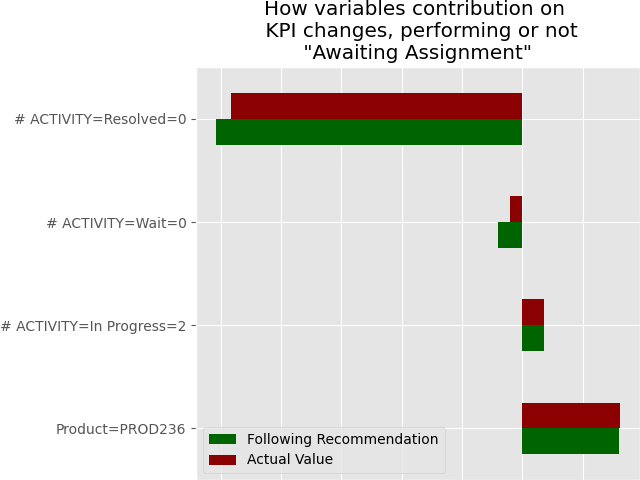 How variables contribution on
KPI changes, performing or not
"Awaiting Assignment"
# ACTIVITY=Resolved=0
# ACTIVITY=Wait=0
# ACTIVITY=In Progress=2
Product=PROD236
Following Recommendation
Actual Value